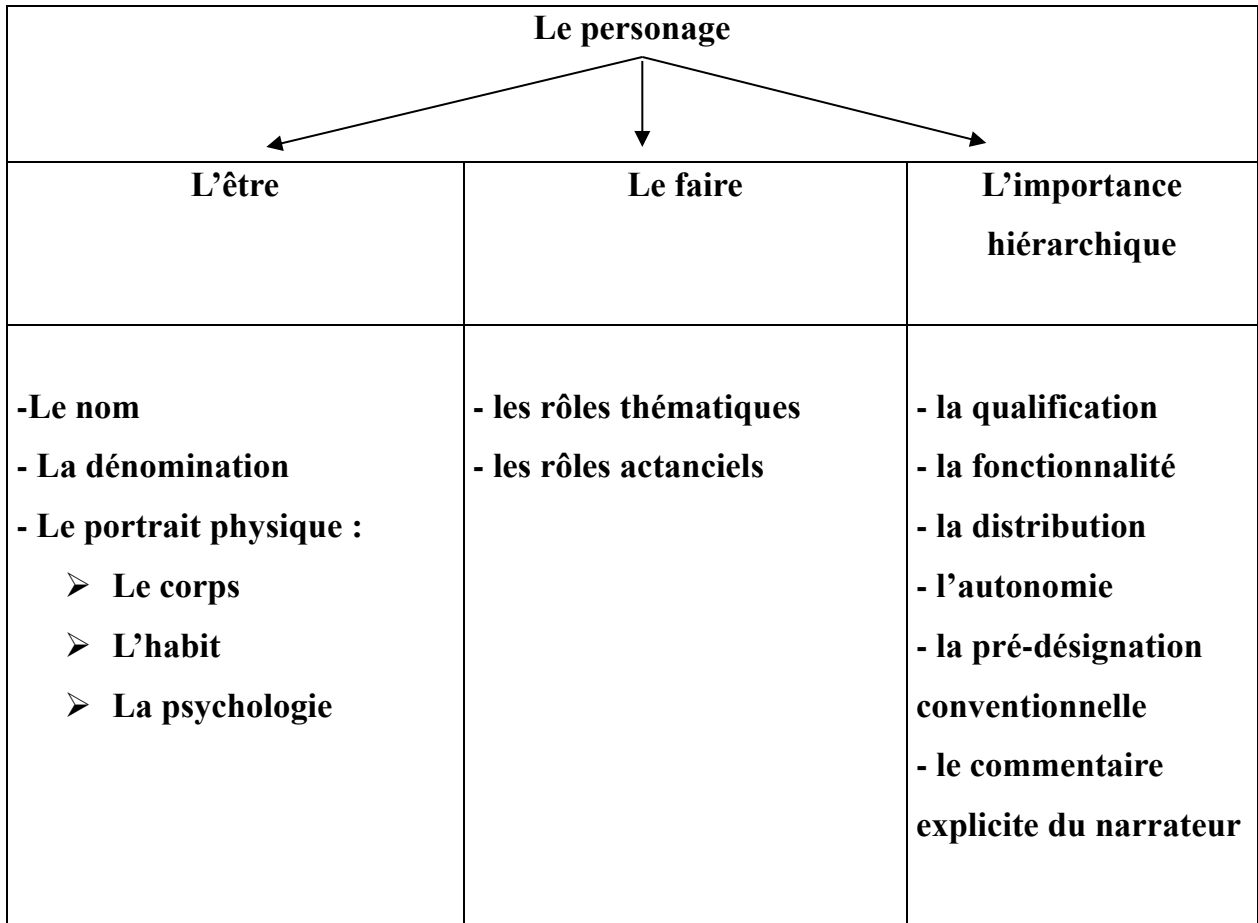 Le personage
L’être
Le faire
L’importance
hiérarchique
-Le nom
- La dénomination
- Le portrait physique :
➢ Le corps
➢ L’habit
➢ La psychologie
- les rôles thématiques
- les rôles actanciels
- la qualification
- la fonctionnalité
- la distribution
- l’autonomie
- la pré-désignation
conventionnelle
- le commentaire
explicite du narrateur